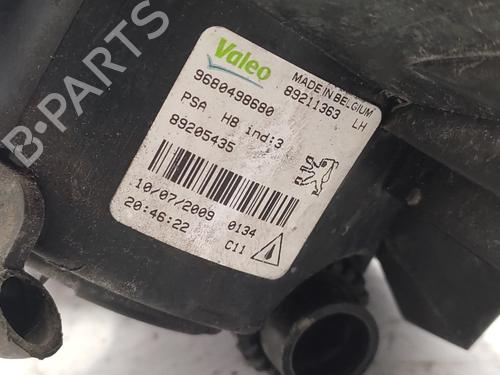 B-PARTS
Valeo
MADE IN BELGIUM
9680498680
89211363 LH
PSA H8 ind:3
89205435
10/07/2009 0134
20:46:22 C11